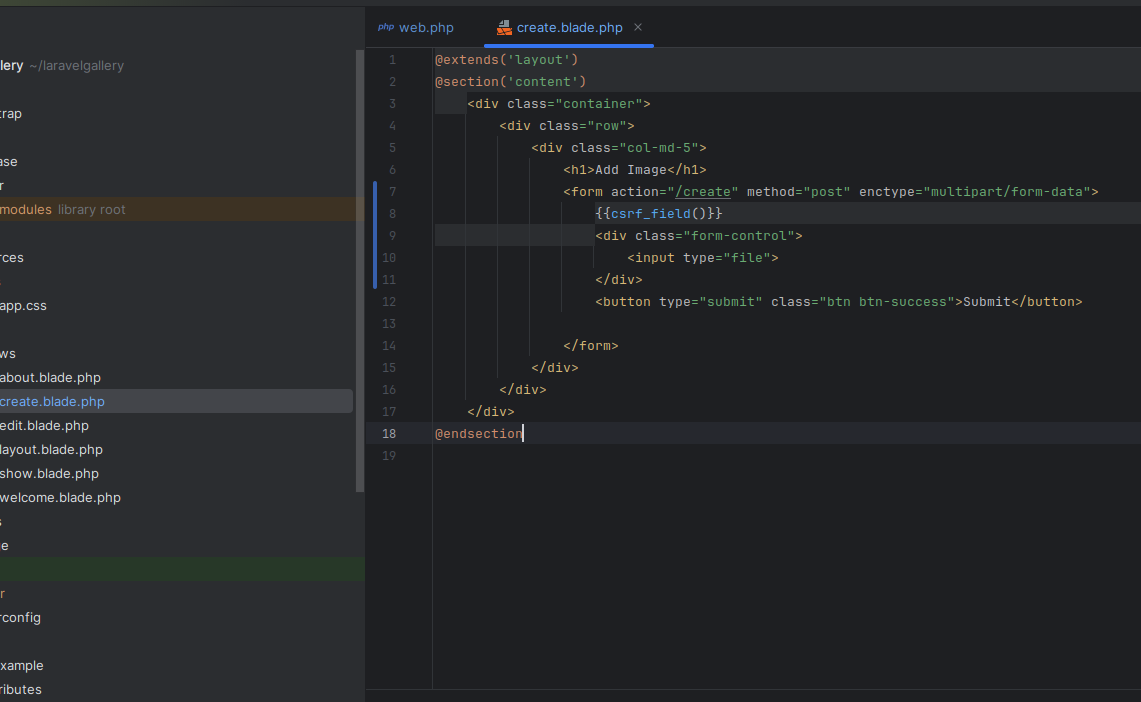 php web.php
create.blade.php
lery ~/laravelgallery
rap
ase
r
modules library root
rces
app.css
ws
about.blade.php
create.blade.php
edit.blade.php
layout.blade.php
show.blade.php
welcome.blade.php
s
e
r
rconfig
xample
ributes
1 @extends('layout')
2 @section('content')
3 <div class="container">
4 <div class="row">
5 <div class="col-md-5">
6 <h1>Add Image</h1>
7 <form action="/create" method="post" enctype="multipart/form-data">
8 {{csrf_field()}}
9 <div class="form-control">
10 <input type="file">
11 </div>
12 <button type="submit" class="btn btn-success">Submit</button>
13
14 </form>
15 </div>
16 </div>
17 </div>
18 @endsection
19